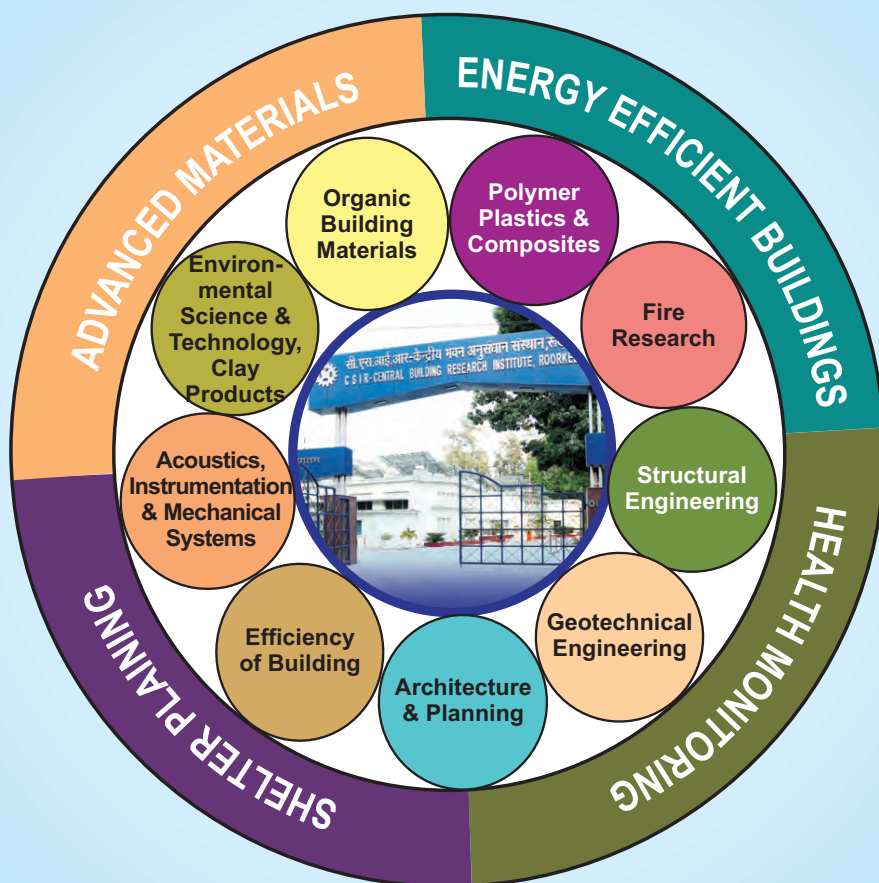 ADVANCED MATERIALS
ENERGY EFFICIENT BUILDINGS
HEALTH MONITORING
SHELTER PLAINING
Organic
Building
Materials
Polymer
Plastics &
Composites
Fire
Research
Structural
Engineering
Geotechnical
Engineering
Architecture
& Planning
Efficiency
of Building
Acoustics,
Instrumentation
& Mechanical
Systems
Environ-
mental
Science &
Technology,
Clay
Products
सी.एस.आई.आर-केन्द्रीय भवन अनुसंधान संस्थान,
CSIR-CENTRAL BUILDING RESEARCH INSTITUTE, ROORKEE